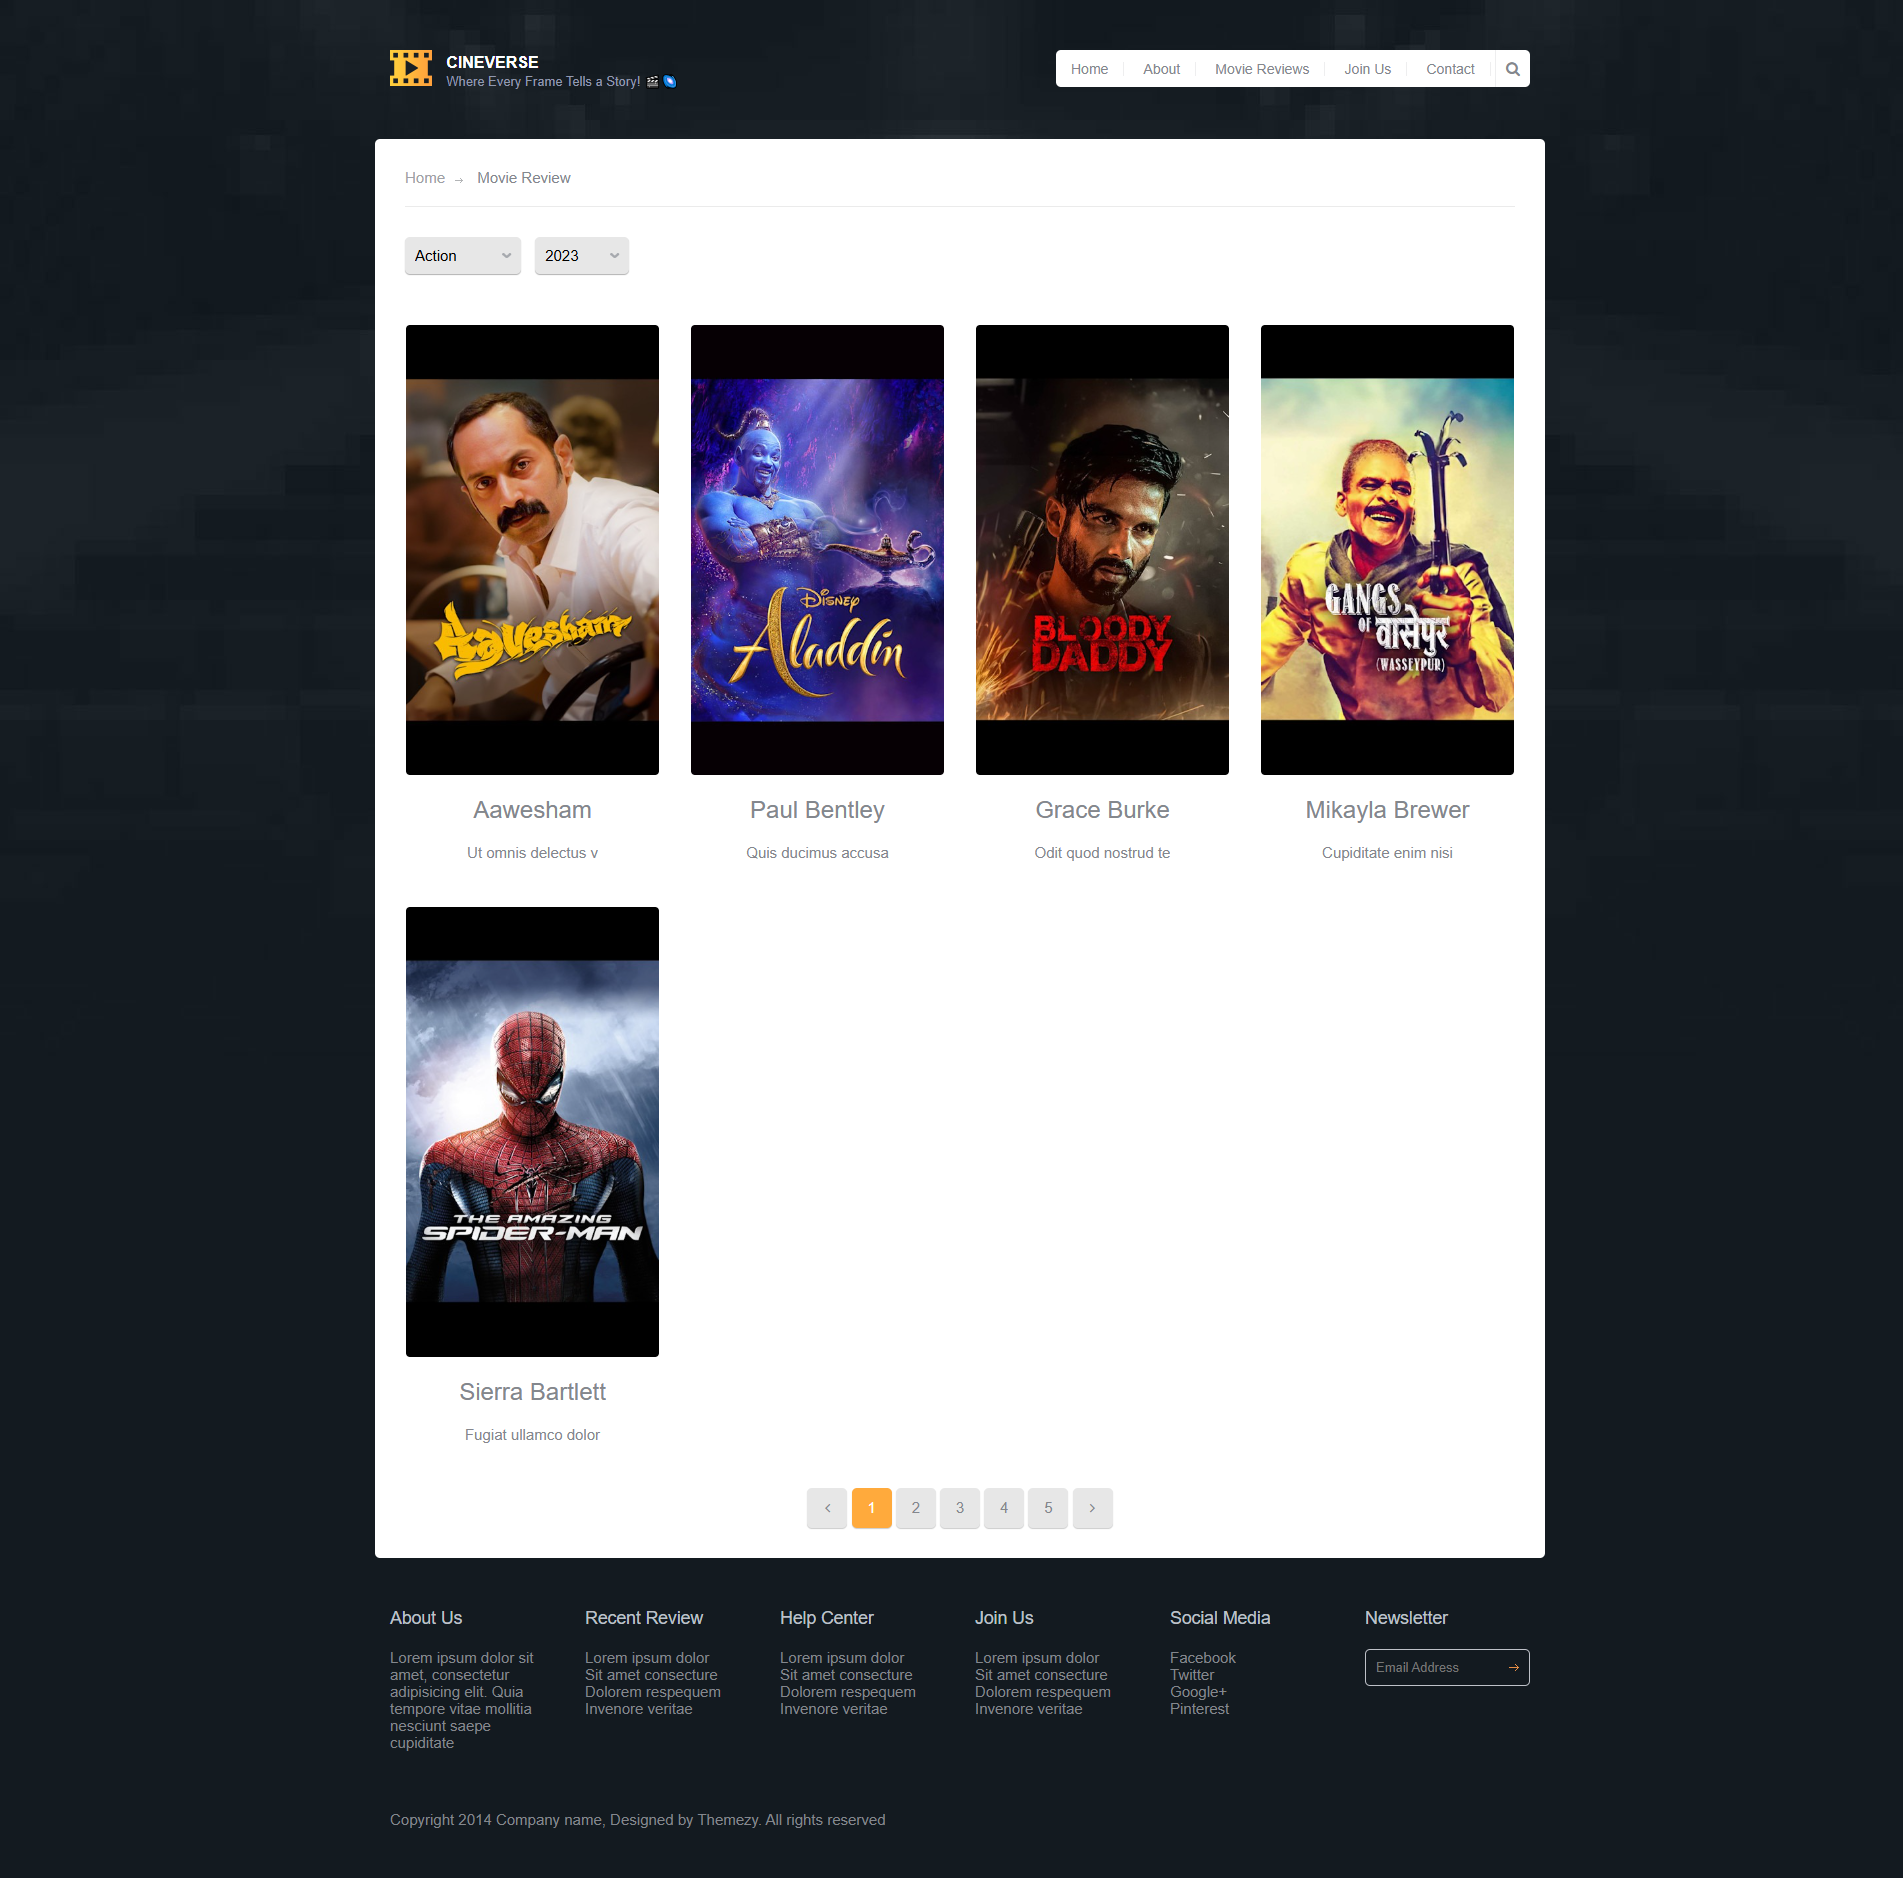 CINEVERSE
Where Every Frame Tells a Story! 🎬🪐
Home
About
Movie Reviews
Join Us
Contact
Home → Movie Review
Action
2023
Aavesham
DISNEY
Aladdin
BLOODY
DADDY
GANGS
OF वासेपुर
(WASSEYPUR)
Aawesham
Paul Bentley
Grace Burke
Mikayla Brewer
Ut omnis delectus v
Quis ducimus accusa
Odit quod nostrud te
Cupiditate enim nisi
THE AMAZING
SPIDER-MAN
Sierra Bartlett
Fugiat ullamco dolor
‹ 1 2 3 4 5 ›
About Us
Lorem ipsum dolor sit
amet, consectetur
adipisicing elit. Quia
tempore vitae mollitia
nesciunt saepe
cupiditate
Recent Review
Lorem ipsum dolor
Sit amet consecture
Dolorem respequem
Invenore veritae
Help Center
Lorem ipsum dolor
Sit amet consecture
Dolorem respequem
Invenore veritae
Join Us
Lorem ipsum dolor
Sit amet consecture
Dolorem respequem
Invenore veritae
Social Media
Facebook
Twitter
Google+
Pinterest
Newsletter
Email Address →
Copyright 2014 Company name, Designed by Themezy. All rights reserved